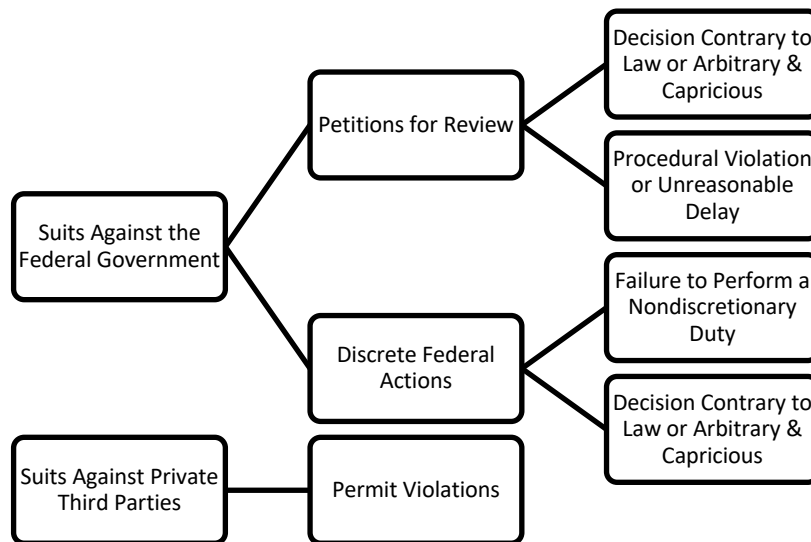 Suits Against the
Federal Government
Petitions for Review
Decision Contrary to
Law or Arbitrary &
Capricious
Procedural Violation
or Unreasonable
Delay
Discrete Federal
Actions
Failure to Perform a
Nondiscretionary
Duty
Decision Contrary to
Law or Arbitrary &
Capricious
Suits Against Private
Third Parties
Permit Violations